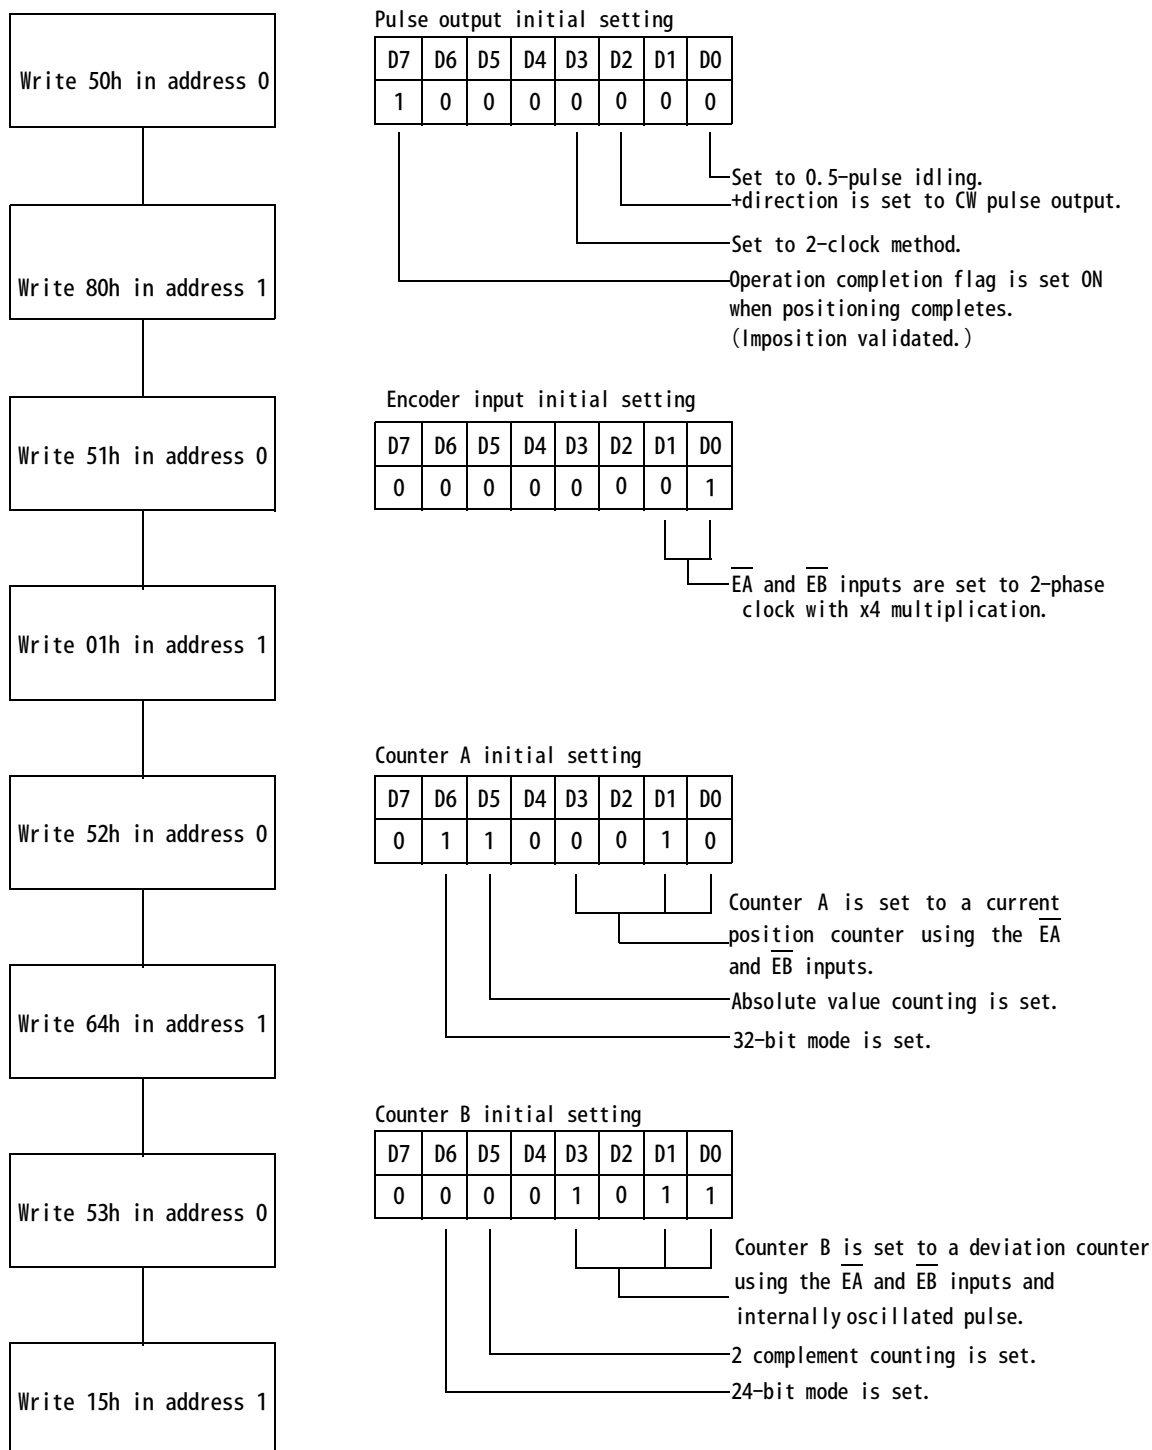 Write 50h in address 0
Write 80h in address 1
Write 51h in address 0
Write 01h in address 1
Write 52h in address 0
Write 64h in address 1
Write 53h in address 0
Write 15h in address 1
Pulse output initial setting
D7 D6 D5 D4 D3 D2 D1 D0
1 0 0 0 0 0 0 0
Set to 0.5-pulse idling.
+direction is set to CW pulse output.
Set to 2-clock method.
Operation completion flag is set ON
when positioning completes.
(Imposition validated.)
Encoder input initial setting
D7 D6 D5 D4 D3 D2 D1 D0
0 0 0 0 0 0 0 1
E̅A̅ and E̅B̅ inputs are set to 2-phase
clock with x4 multiplication.
Counter A initial setting
D7 D6 D5 D4 D3 D2 D1 D0
0 1 1 0 0 0 1 0
Counter A is set to a current
position counter using the E̅A̅
and E̅B̅ inputs.
Absolute value counting is set.
32-bit mode is set.
Counter B initial setting
D7 D6 D5 D4 D3 D2 D1 D0
0 0 0 0 1 0 1 1
Counter B is set to a deviation counter
using the E̅A̅ and E̅B̅ inputs and
internally oscillated pulse.
2 complement counting is set.
24-bit mode is set.